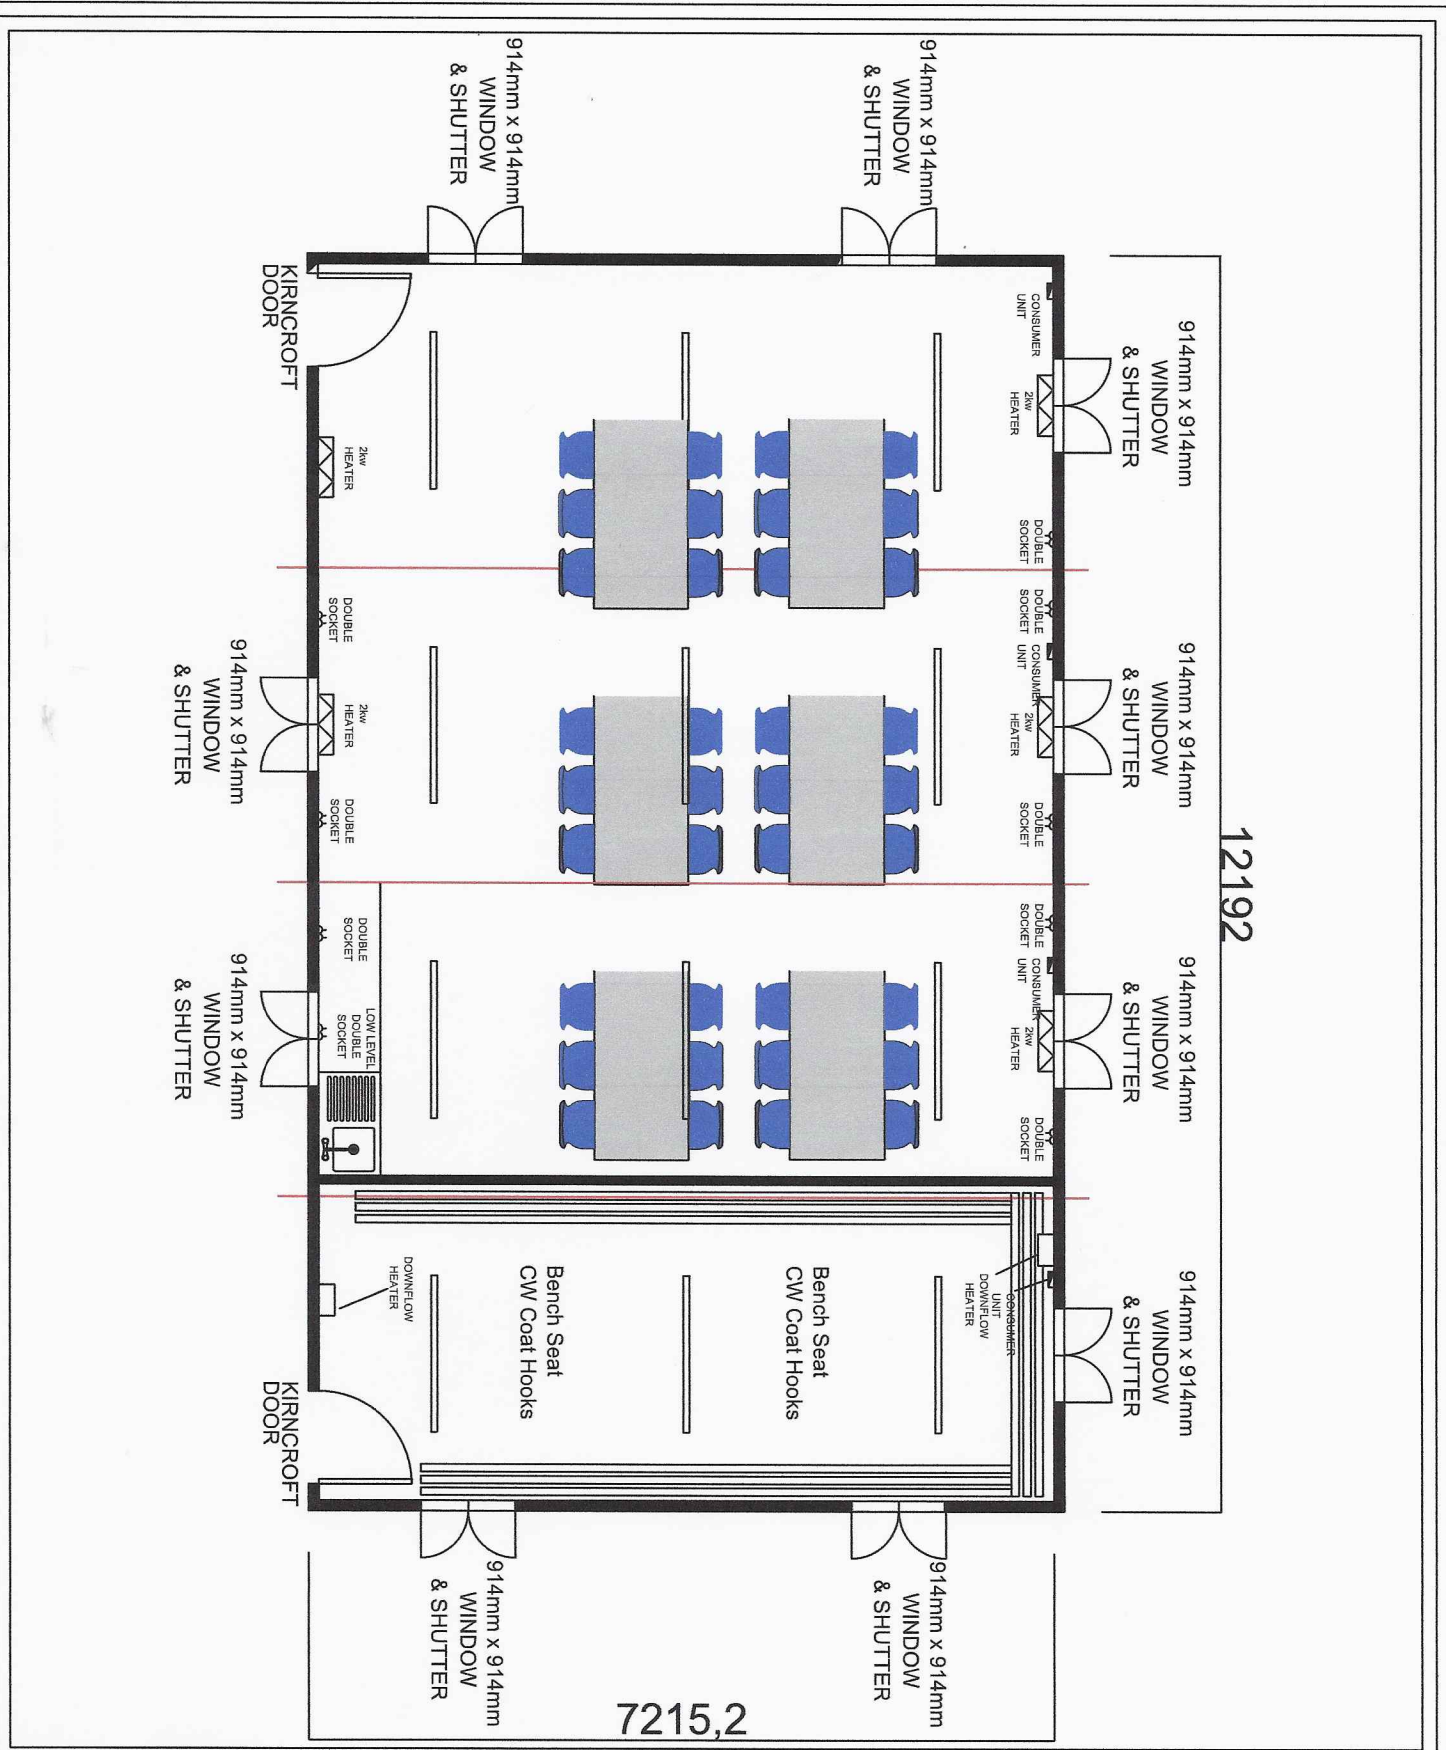 914mm x 914mm
WINDOW
& SHUTTER
914mm x 914mm
WINDOW
& SHUTTER
KIRNCROFT
DOOR
CONSUMER
UNIT
914mm x 914mm
WINDOW
& SHUTTER
2kw
HEATER
2kw
HEATER
DOUBLE
SOCKET
DOUBLE
SOCKET
DOUBLE
SOCKET
CONSUMER
UNIT
914mm x 914mm
WINDOW
& SHUTTER
2kw
HEATER
914mm x 914mm
WINDOW
& SHUTTER
2kw
HEATER
DOUBLE
SOCKET
DOUBLE
SOCKET
12192
DOUBLE
SOCKET
DOUBLE
SOCKET
CONSUMER
UNIT
914mm x 914mm
WINDOW
& SHUTTER
2kw
HEATER
914mm x 914mm
WINDOW
& SHUTTER
LOW LEVEL
DOUBLE
SOCKET
DOUBLE
SOCKET
DOWNFLOW
HEATER
Bench Seat
CW Coat Hooks
Bench Seat
CW Coat Hooks
CONSUMER
UNIT
DOWNFLOW
HEATER
914mm x 914mm
WINDOW
& SHUTTER
KIRNCROFT
DOOR
914mm x 914mm
WINDOW
& SHUTTER
914mm x 914mm
WINDOW
& SHUTTER
7215,2